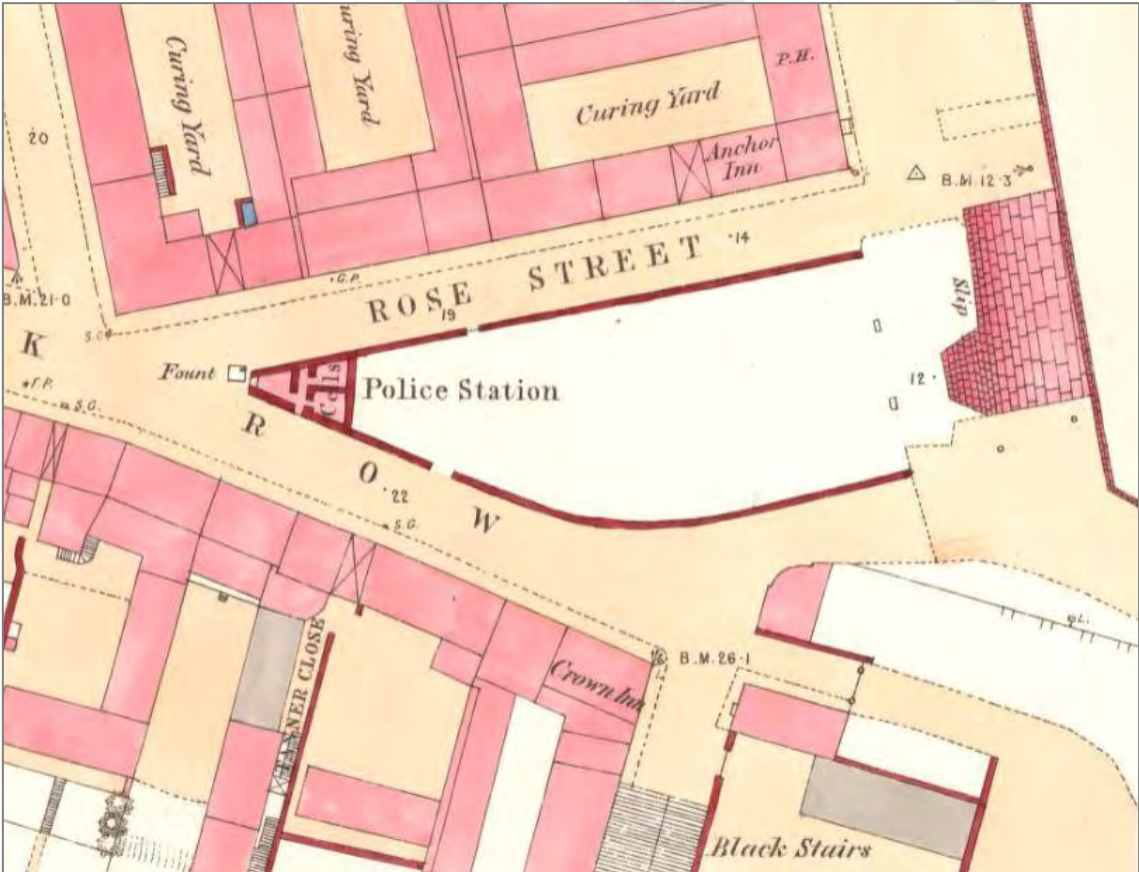 Curing Yard
uring Yard
Curing Yard
P.H.
Anchor
Inn
20
B.M.12·3
B.M.21·0
G.P.
ROSE STREET
14
19
S.G.
K
Fount
Cells
Police Station
Slip
12
F.P.
S.G.
ROW
22
S.G.
NER CLOSE
Crown Inn
B.M.26·1
Black Stairs